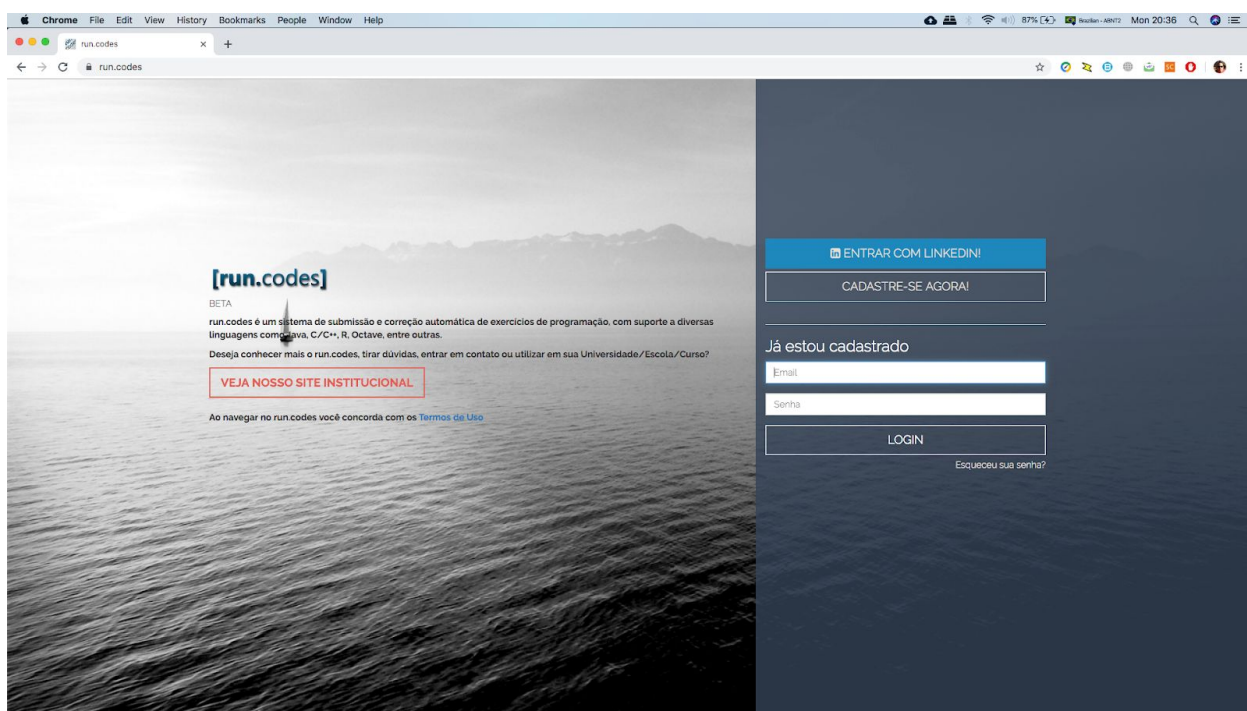 Chrome File Edit View History Bookmarks People Window Help
87% Brazilian - ABNT2 Mon 20:36
run.codes
run.codes
[run.codes]
BETA
run.codes é um sistema de submissão e correção automática de exercícios de programação, com suporte a diversas
linguagens como Java, C/C++, R, Octave, entre outras.
Deseja conhecer mais o run.codes, tirar dúvidas, entrar em contato ou utilizar em sua Universidade/Escola/Curso?
VEJA NOSSO SITE INSTITUCIONAL
Ao navegar no run.codes você concorda com os Termos de Uso
in ENTRAR COM LINKEDIN!
CADASTRE-SE AGORA!
Já estou cadastrado
Email
Senha
LOGIN
Esqueceu sua senha?